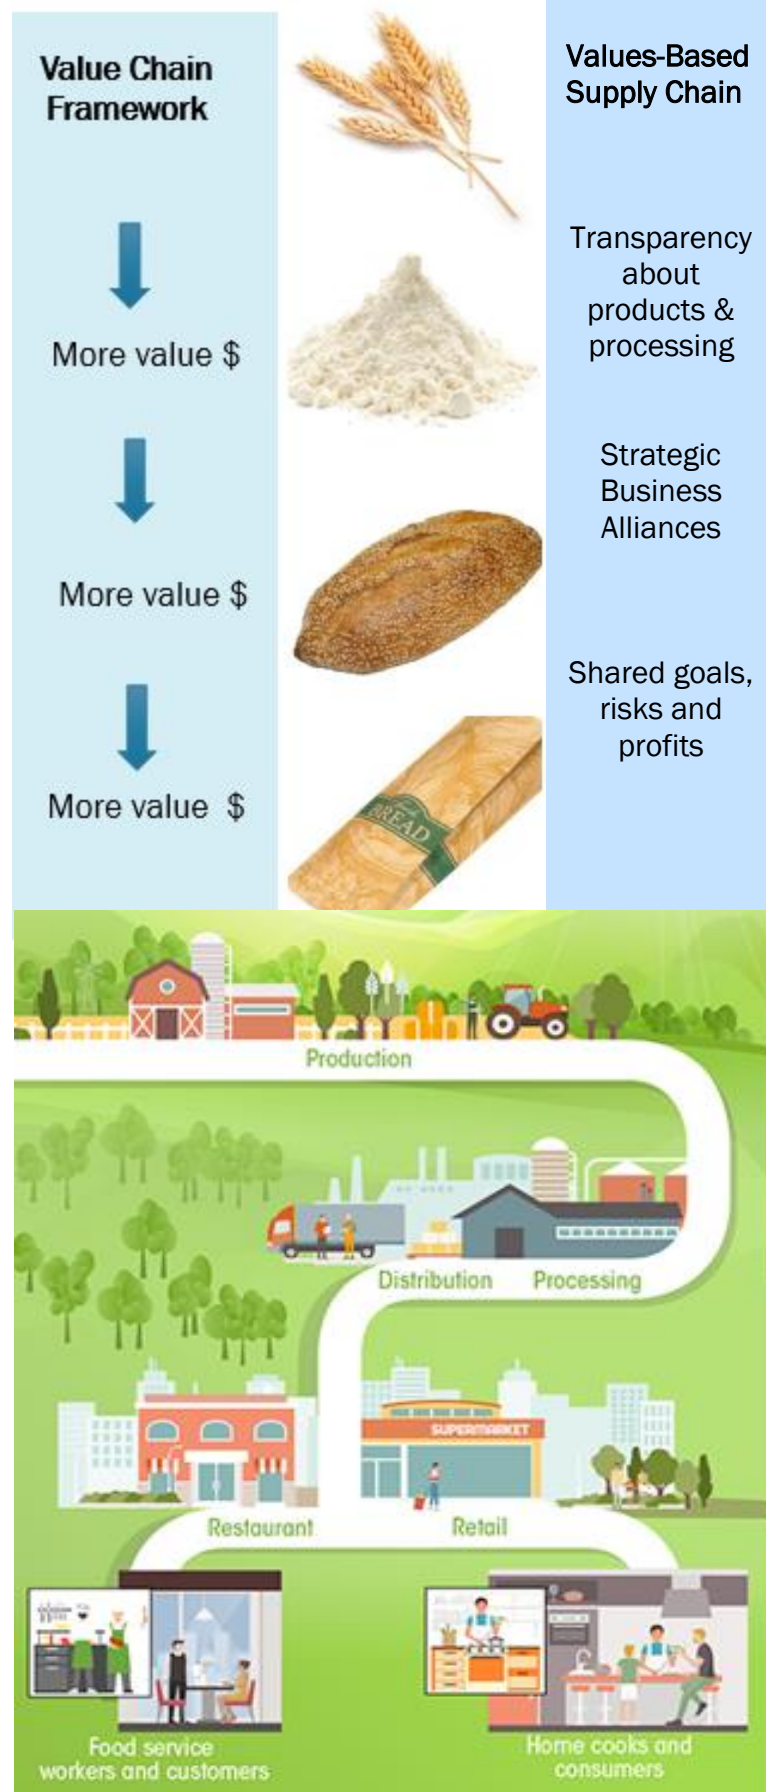 Value Chain
Framework
More value $
More value $
More value $
BREAD
Values-Based
Supply Chain
Transparency
about
products &
processing
Strategic
Business
Alliances
Shared goals,
risks and
profits
Production
Distribution
Processing
SUPERMARKET
Restaurant
Retail
Food service
workers and customers
Home cooks and
consumers